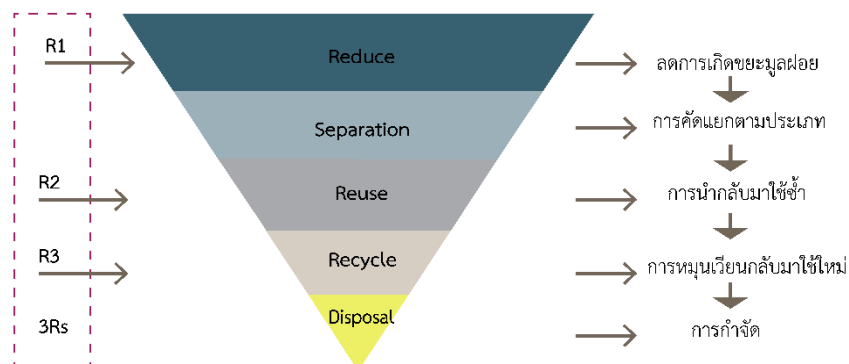 R1
Reduce
ลดการเกิดขยะมูลฝอย
Separation
การคัดแยกตามประเภท
R2
Reuse
การนำกลับมาใช้ซ้ำ
R3
Recycle
การหมุนเวียนกลับมาใช้ใหม่
3Rs
Disposal
การกำจัด